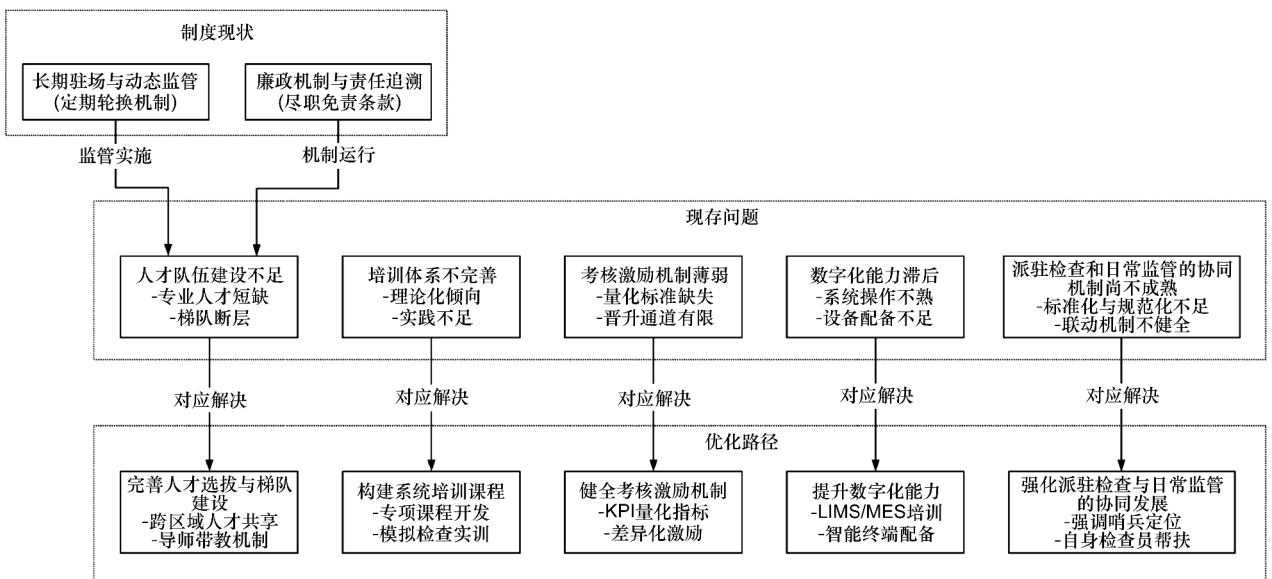 制度现状
长期驻场与动态监管
(定期轮换机制)
廉政机制与责任追溯
(尽职免责条款)
监管实施
机制运行
现存问题
人才队伍建设不足
-专业人才短缺
-梯队断层
培训体系不完善
-理论化倾向
-实践不足
考核激励机制薄弱
-量化标准缺失
-晋升通道有限
数字化能力滞后
-系统操作不熟
-设备配备不足
派驻检查和日常监管的协同
机制尚不成熟
-标准化与规范化不足
-联动机制不健全
对应解决
对应解决
对应解决
对应解决
对应解决
优化路径
完善人才选拔与梯队
建设
-跨区域人才共享
-导师带教机制
构建系统培训课程
-专项课程开发
-模拟检查实训
健全考核激励机制
-KPI量化指标
-差异化激励
提升数字化能力
-LIMS/MES培训
-智能终端配备
强化派驻检查与日常监管
的协同发展
-强调哨兵定位
-自身检查员帮扶